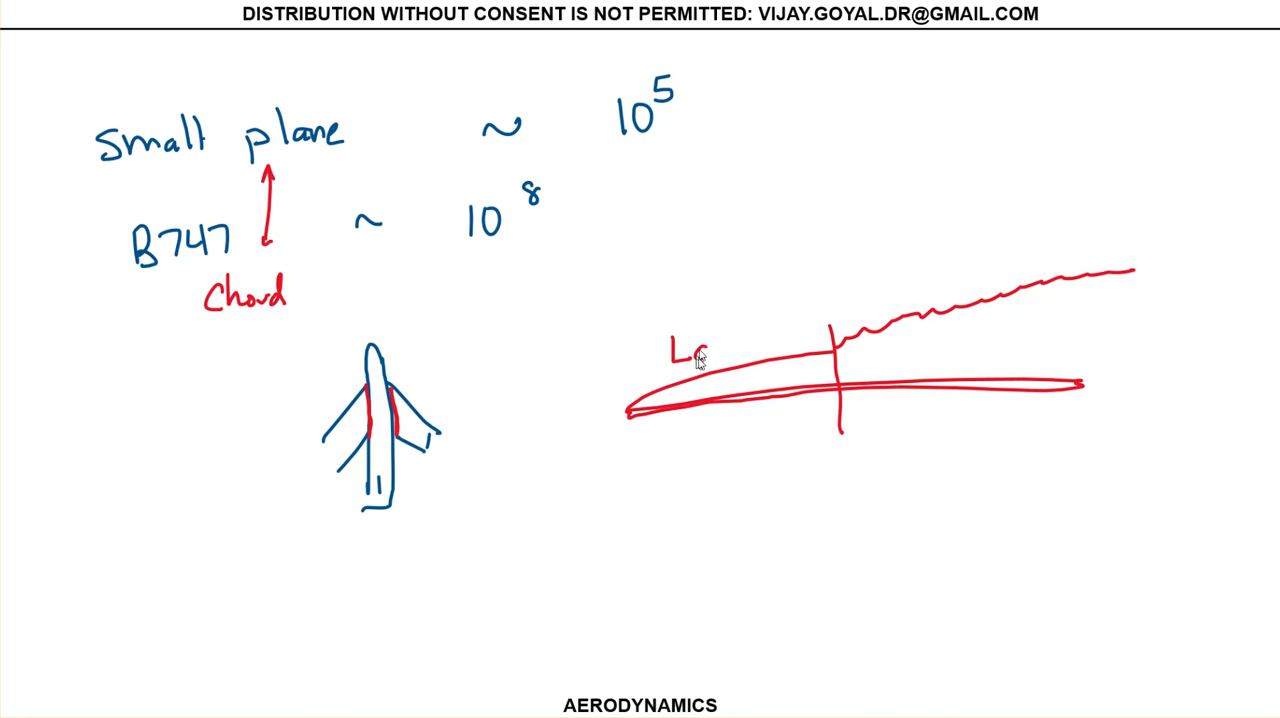 DISTRIBUTION WITHOUT CONSENT IS NOT PERMITTED: VIJAY.GOYAL.DR@GMAIL.COM
Small plane ~ 10^5
B747 ~ 10^8
Chord
La
AERODYNAMICS